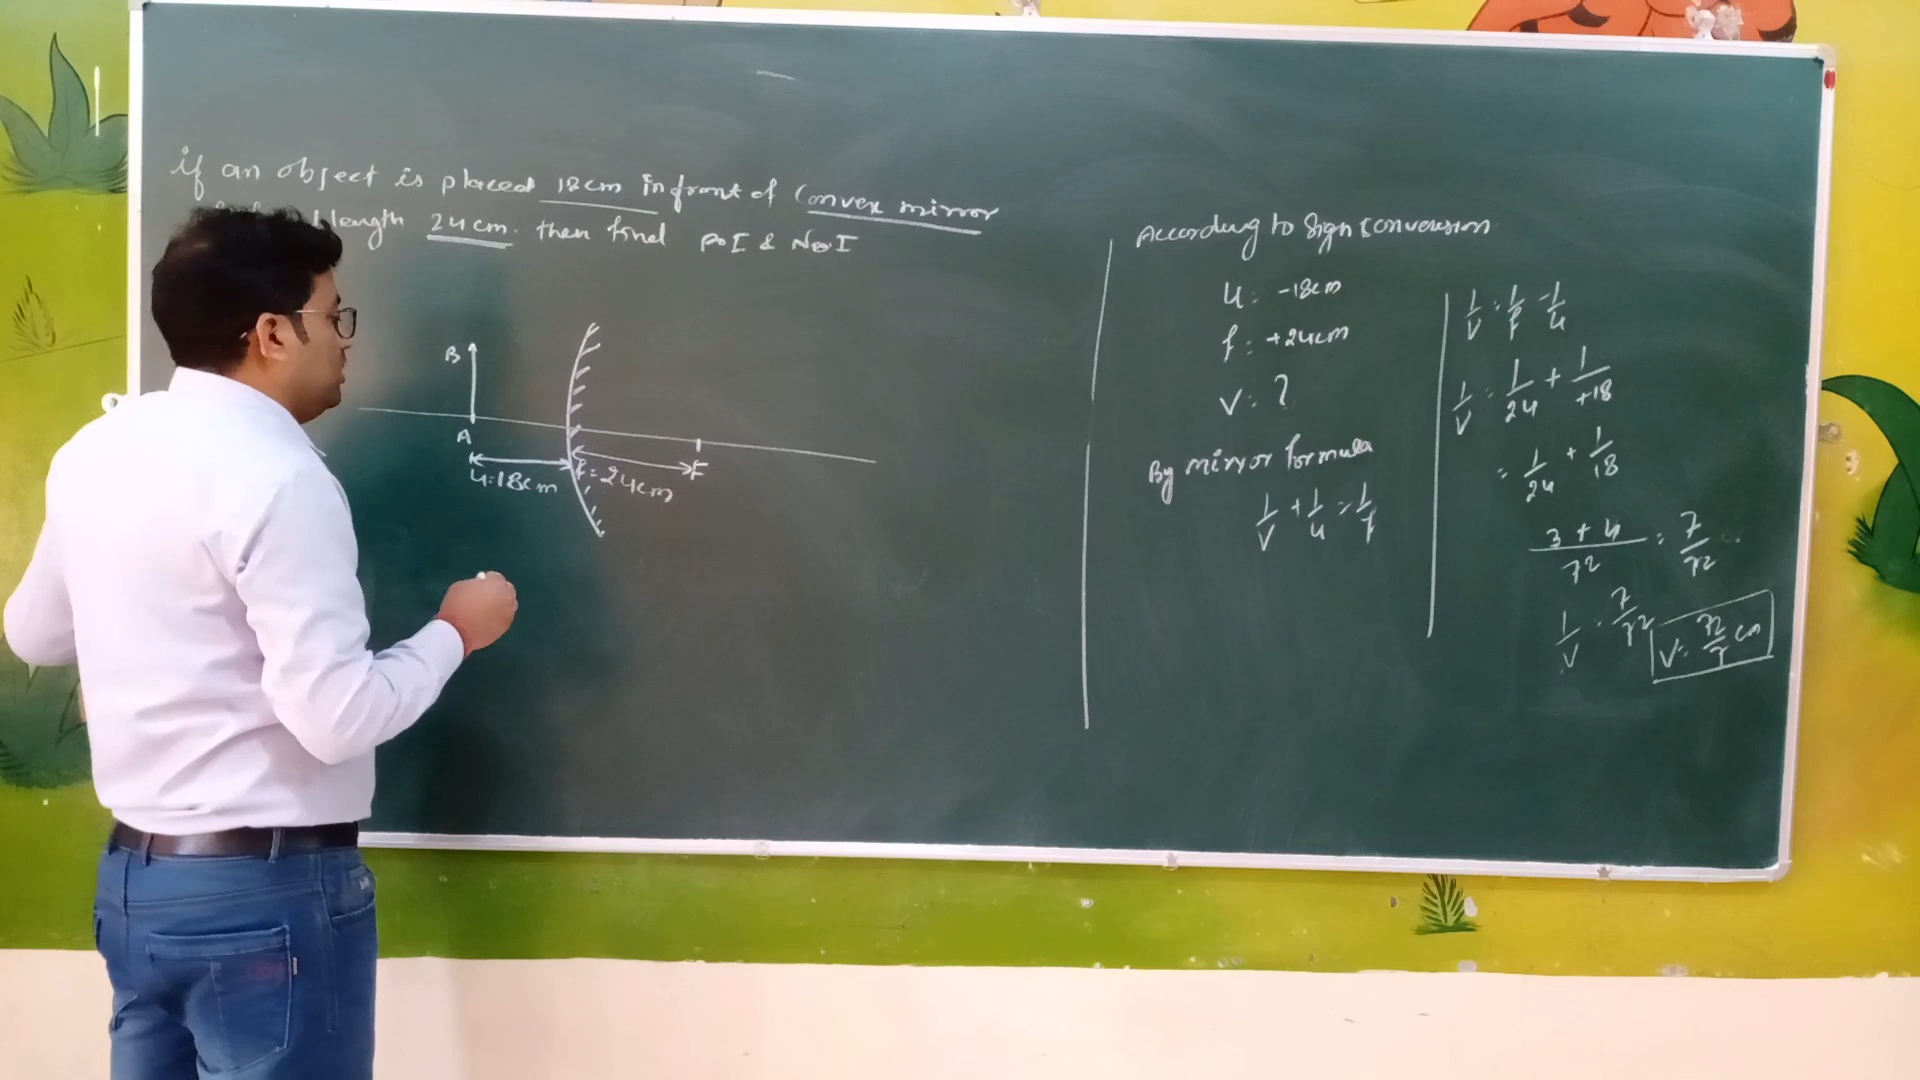 if an object is placed 18cm infront of Convex mirror
length 24cm. then find POI & NOI
B
A
u=18cm
f=24cm
F
According to Sign Conversion
u= -18cm
f= +24cm
v= ?
By mirror formula
1/v + 1/u = 1/f
1/v = 1/f - 1/u
1/v = 1/24 + 1/+18
= 1/24 + 1/18
3+4/72 = 7/72
1/v = 7/72
v= 72/7 cm